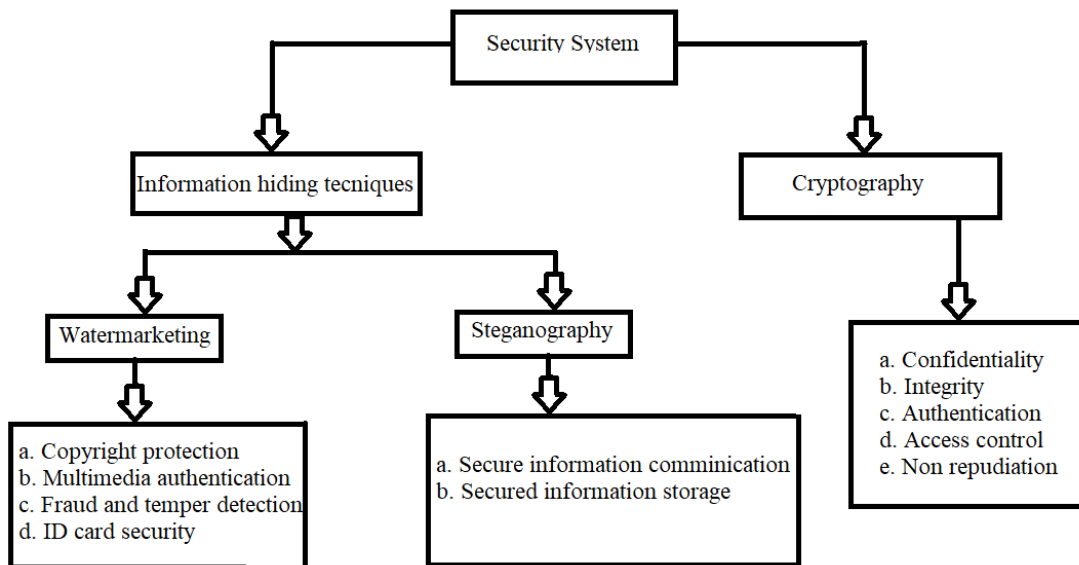 Security System
Information hiding tecniques
Cryptography
Watermarketing
Steganography
a. Copyright protection
b. Multimedia authentication
c. Fraud and temper detection
d. ID card security
a. Secure information comminication
b. Secured information storage
a. Confidentiality
b. Integrity
c. Authentication
d. Access control
e. Non repudiation